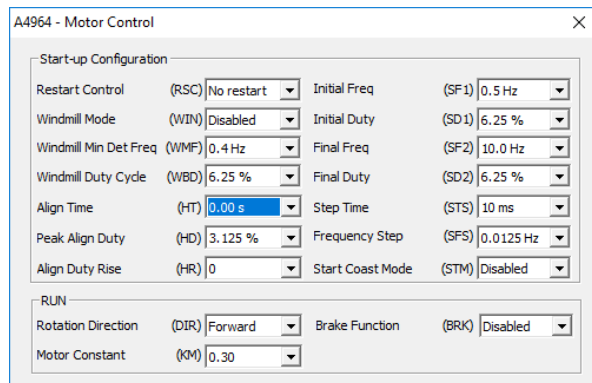 A4964 - Motor Control
Start-up Configuration
Restart Control (RSC) No restart Initial Freq (SF1) 0.5 Hz
Windmill Mode (WIN) Disabled Initial Duty (SD1) 6.25 %
Windmill Min Det Freq (WMF) 0.4 Hz Final Freq (SF2) 10.0 Hz
Windmill Duty Cycle (WBD) 6.25 % Final Duty (SD2) 6.25 %
Align Time (HT) 0.00 s Step Time (STS) 10 ms
Peak Align Duty (HD) 3.125 % Frequency Step (SFS) 0.0125 Hz
Align Duty Rise (HR) 0 Start Coast Mode (STM) Disabled
RUN
Rotation Direction (DIR) Forward Brake Function (BRK) Disabled
Motor Constant (KM) 0.30